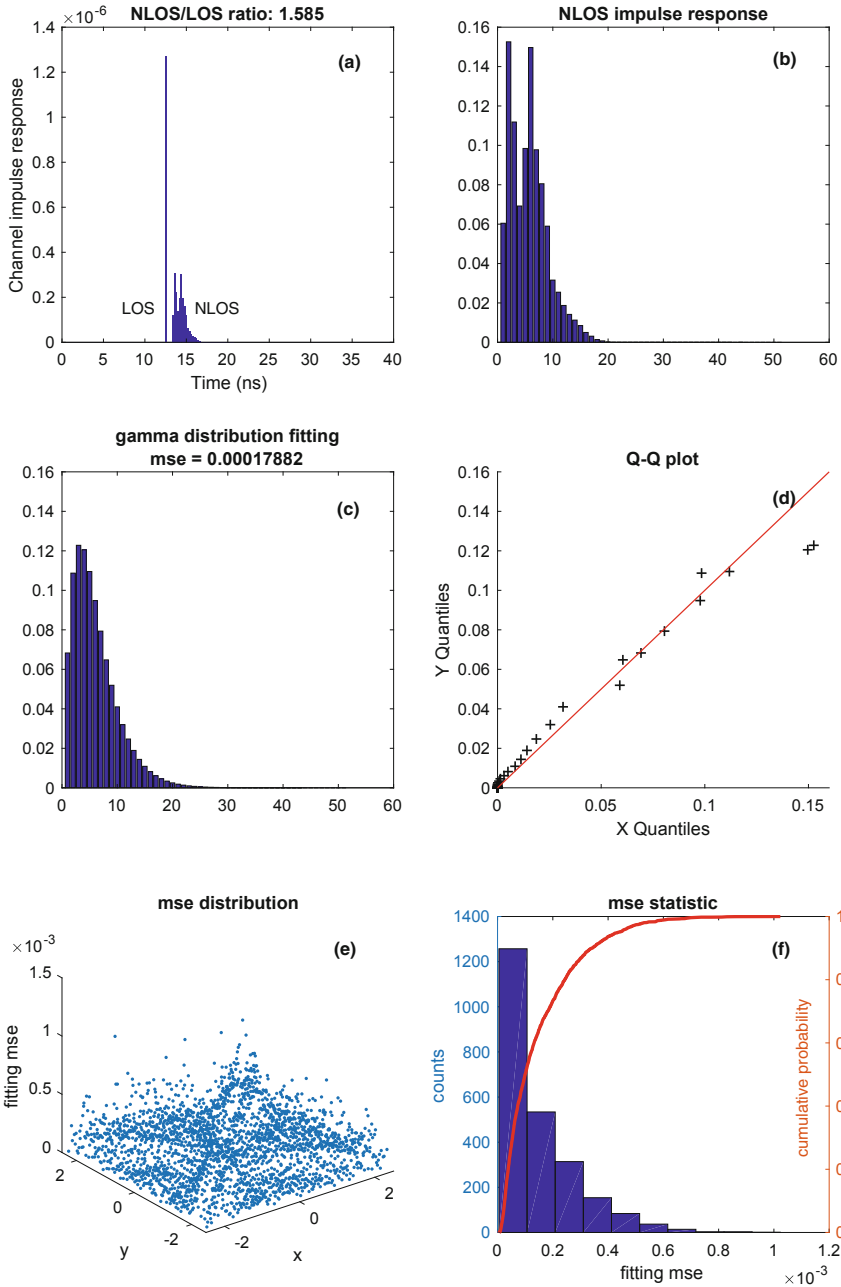 NLOS/LOS ratio: 1.585
×10⁻⁶
(a)
Channel impulse response
1.4
1.2
1
0.8
0.6
0.4
0.2
0
LOS
NLOS
0 5 10 15 20 25 30 35 40
Time (ns)
NLOS impulse response
(b)
0.16
0.14
0.12
0.1
0.08
0.06
0.04
0.02
0
0 10 20 30 40 50 60
gamma distribution fitting
mse = 0.00017882
(c)
0.16
0.14
0.12
0.1
0.08
0.06
0.04
0.02
0
0 10 20 30 40 50 60
Q-Q plot
(d)
Y Quantiles
0.16
0.14
0.12
0.1
0.08
0.06
0.04
0.02
0
0 0.05 0.1 0.15
X Quantiles
mse distribution
×10⁻³
(e)
fitting mse
1.5
1
0.5
0
2
0
-2
y
-2
0
2
x
mse statistic
(f)
counts
1400
1200
1000
800
600
400
200
0
cumulative probability
1
0
0
0
0
0
0 0.2 0.4 0.6 0.8 1 1.2
fitting mse
×10⁻³